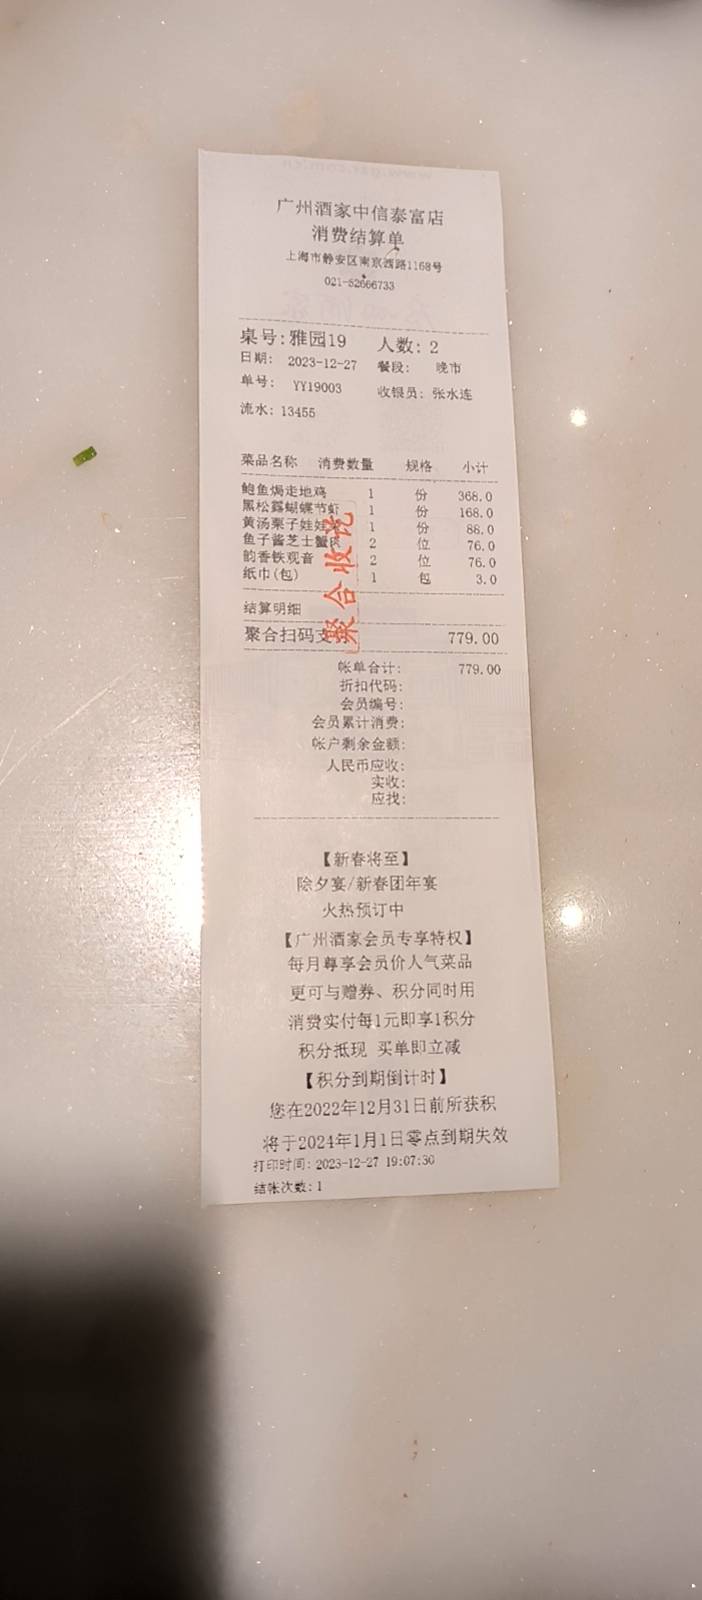 广州酒家中信泰富店
消费结算单
上海市静安区南京西路1168号
021-52666733
桌号:雅园19 人数: 2
日期: 2023-12-27 餐段: 晚市
单号: YY19003 收银员: 张水连
流水: 13455
菜品名称 消费数量 规格 小计
鲍鱼焗走地鸡 1 份 368.0
黑松露蝴蝶节虾 1 份 168.0
黄汤栗子娃娃菜 1 份 88.0
鱼子酱芝士蟹肉 2 位 76.0
韵香铁观音 2 位 76.0
纸巾(包) 1 包 3.0
聚合收讫
结算明细
聚合扫码支 779.00
帐单合计: 779.00
折扣代码:
会员编号:
会员累计消费:
帐户剩余金额:
人民币应收:
实收:
应找:
【新春将至】
除夕宴/新春团年宴
火热预订中
【广州酒家会员专享特权】
每月尊享会员价人气菜品
更可与赠券、积分同时用
消费实付每1元即享1积分
积分抵现 买单即立减
【积分到期倒计时】
您在2022年12月31日前所获积
将于2024年1月1日零点到期失效
打印时间: 2023-12-27 19:07:30
结帐次数: 1